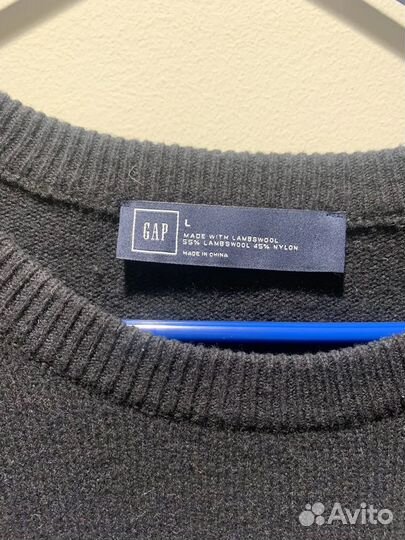 GAP
L
MADE WITH LAMBSWOOL
55% LAMBSWOOL 45% NYLON
MADE IN CHINA
Avito